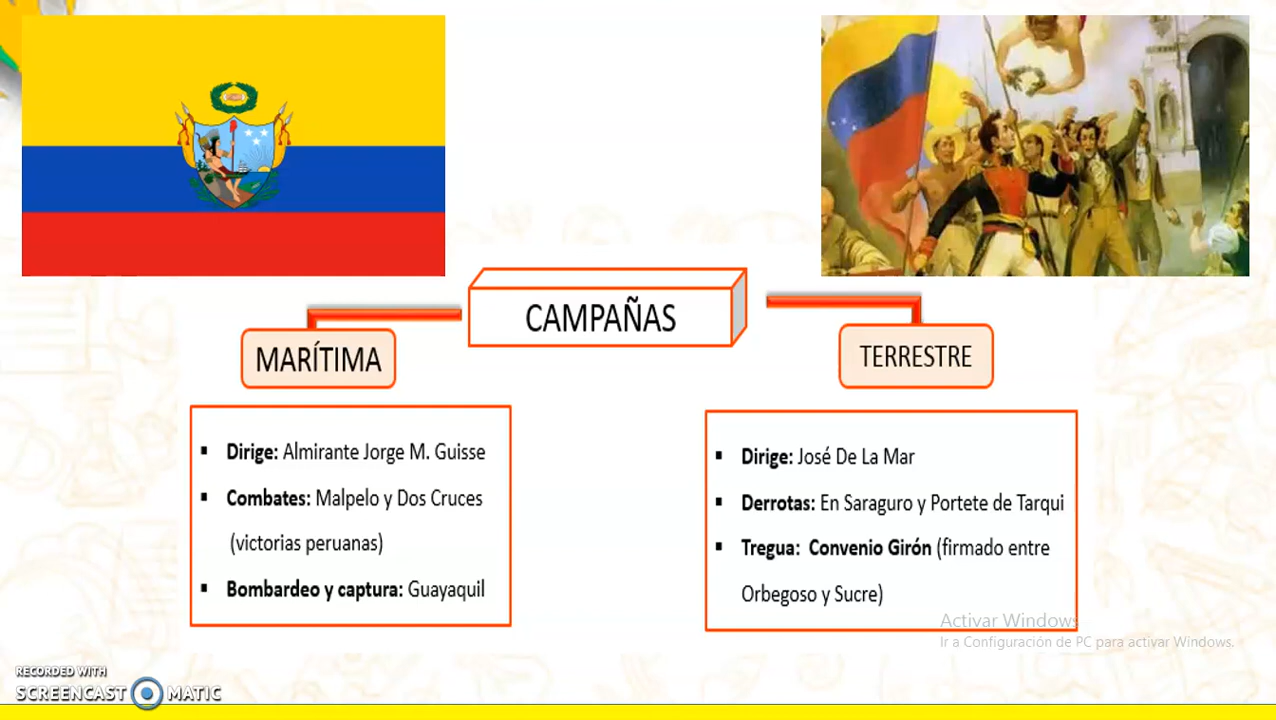 CAMPAÑAS
MARÍTIMA
▪ Dirige: Almirante Jorge M. Guisse
▪ Combates: Malpelo y Dos Cruces
(victorias peruanas)
▪ Bombardeo y captura: Guayaquil
TERRESTRE
▪ Dirige: José De La Mar
▪ Derrotas: En Saraguro y Portete de Tarqui
▪ Tregua: Convenio Girón (firmado entre
Orbegoso y Sucre)
Activar Windows
Ir a Configuración de PC para activar Windows.
RECORDED WITH
SCREENCAST MATIC